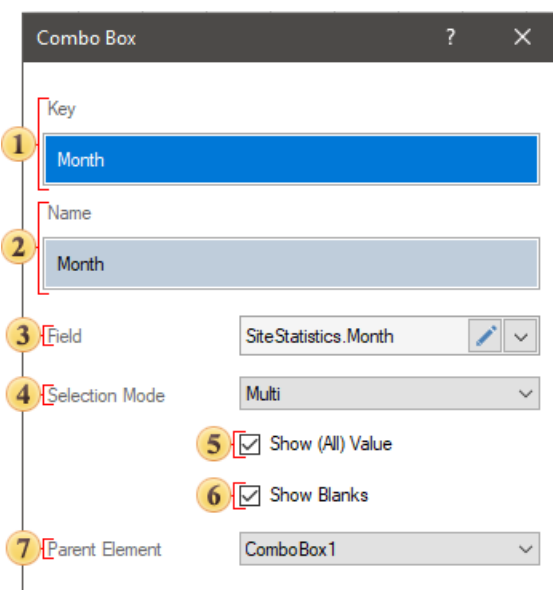 Combo Box ?
Key
1
Month
Name
2
Month
3 Field SiteStatistics.Month
4 Selection Mode Multi
5 Show (All) Value
6 Show Blanks
7 Parent Element ComboBox1